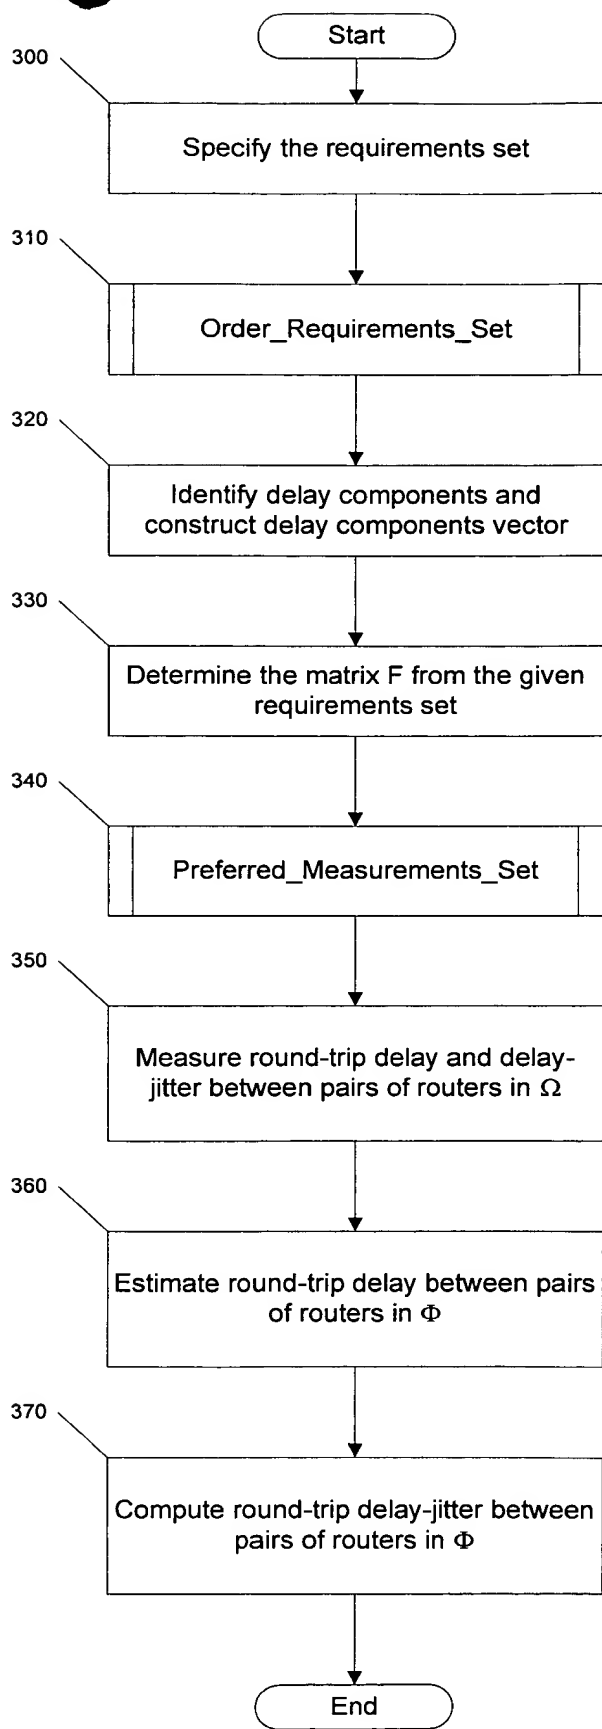 Start
300
Specify the requirements set
310
Order_Requirements_Set
320
Identify delay components and
construct delay components vector
330
Determine the matrix F from the given
requirements set
340
Preferred_Measurements_Set
350
Measure round-trip delay and delay-
jitter between pairs of routers in Ω
360
Estimate round-trip delay between pairs
of routers in Φ
370
Compute round-trip delay-jitter between
pairs of routers in Φ
End